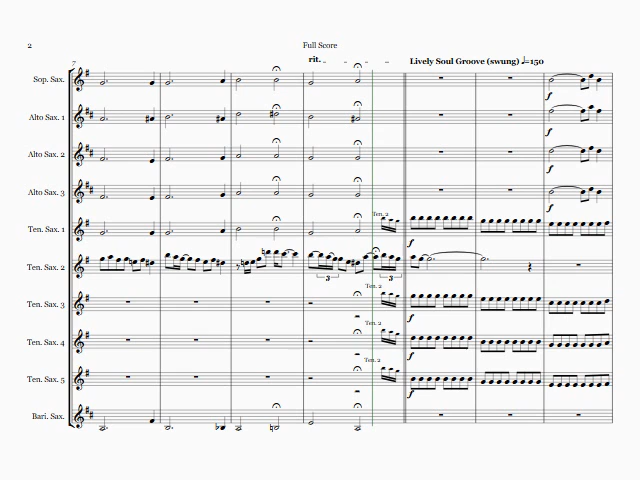 2
Full Score
7
rit.
Lively Soul Groove (swung) ♩=150
Sop. Sax.
Alto Sax. 1
Alto Sax. 2
Alto Sax. 3
Ten. 2
Ten. Sax. 1
Ten. Sax. 2
3
3
Ten. 2
Ten. Sax. 3
Ten. 2
Ten. Sax. 4
Ten. 2
Ten. Sax. 5
Bari. Sax.